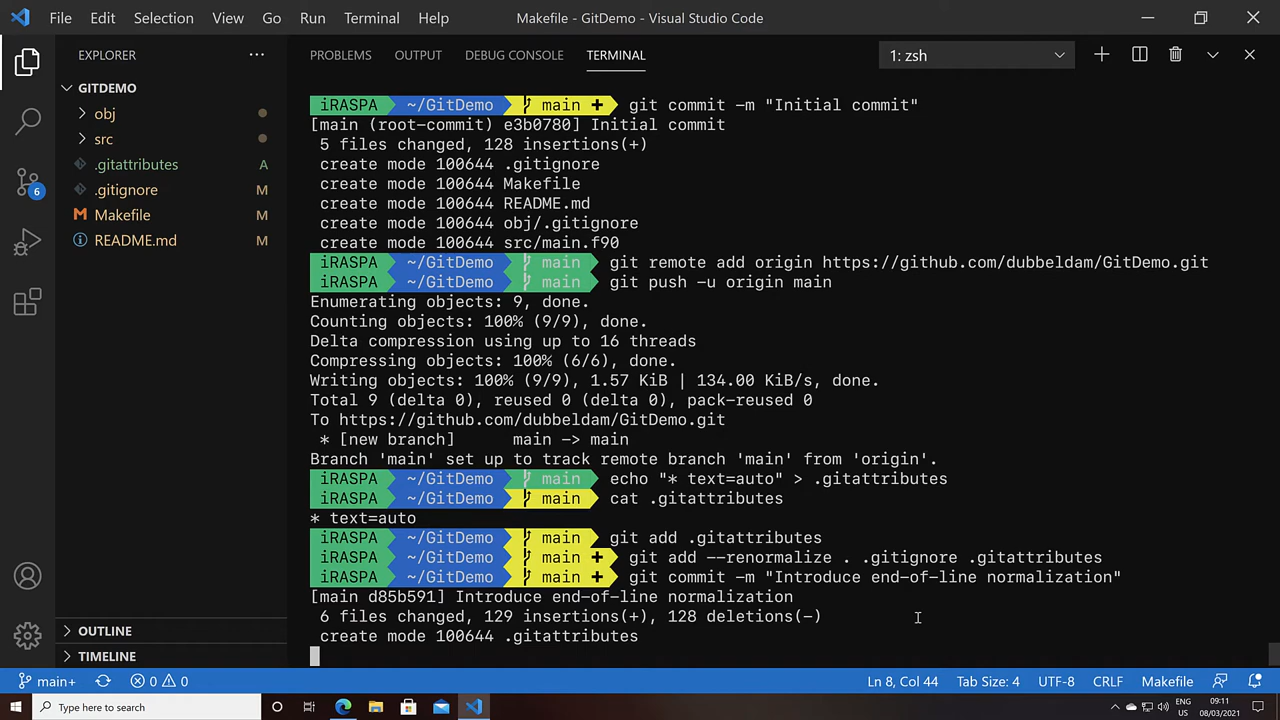 File Edit Selection View Go Run Terminal Help Makefile - GitDemo - Visual Studio Code
EXPLORER ...
PROBLEMS OUTPUT DEBUG CONSOLE TERMINAL 1: zsh
GITDEMO
obj
src
.gitattributes A
.gitignore M
Makefile M
README.md M
iRASPA ~/GitDemo main + git commit -m "Initial commit"
[main (root-commit) e3b0780] Initial commit
5 files changed, 128 insertions(+)
create mode 100644 .gitignore
create mode 100644 Makefile
create mode 100644 README.md
create mode 100644 obj/.gitignore
create mode 100644 src/main.f90
iRASPA ~/GitDemo main git remote add origin https://github.com/dubbeldam/GitDemo.git
iRASPA ~/GitDemo main git push -u origin main
Enumerating objects: 9, done.
Counting objects: 100% (9/9), done.
Delta compression using up to 16 threads
Compressing objects: 100% (6/6), done.
Writing objects: 100% (9/9), 1.57 KiB | 134.00 KiB/s, done.
Total 9 (delta 0), reused 0 (delta 0), pack-reused 0
To https://github.com/dubbeldam/GitDemo.git
* [new branch] main -> main
Branch 'main' set up to track remote branch 'main' from 'origin'.
iRASPA ~/GitDemo main echo "* text=auto" > .gitattributes
iRASPA ~/GitDemo main cat .gitattributes
* text=auto
iRASPA ~/GitDemo main git add .gitattributes
iRASPA ~/GitDemo main + git add --renormalize . .gitignore .gitattributes
iRASPA ~/GitDemo main + git commit -m "Introduce end-of-line normalization"
[main d85b591] Introduce end-of-line normalization
6 files changed, 129 insertions(+), 128 deletions(-)
create mode 100644 .gitattributes
6
OUTLINE
TIMELINE
main+ 0 0 Ln 8, Col 44 Tab Size: 4 UTF-8 CRLF Makefile
Type here to search
ENG 09:11
US 08/03/2021